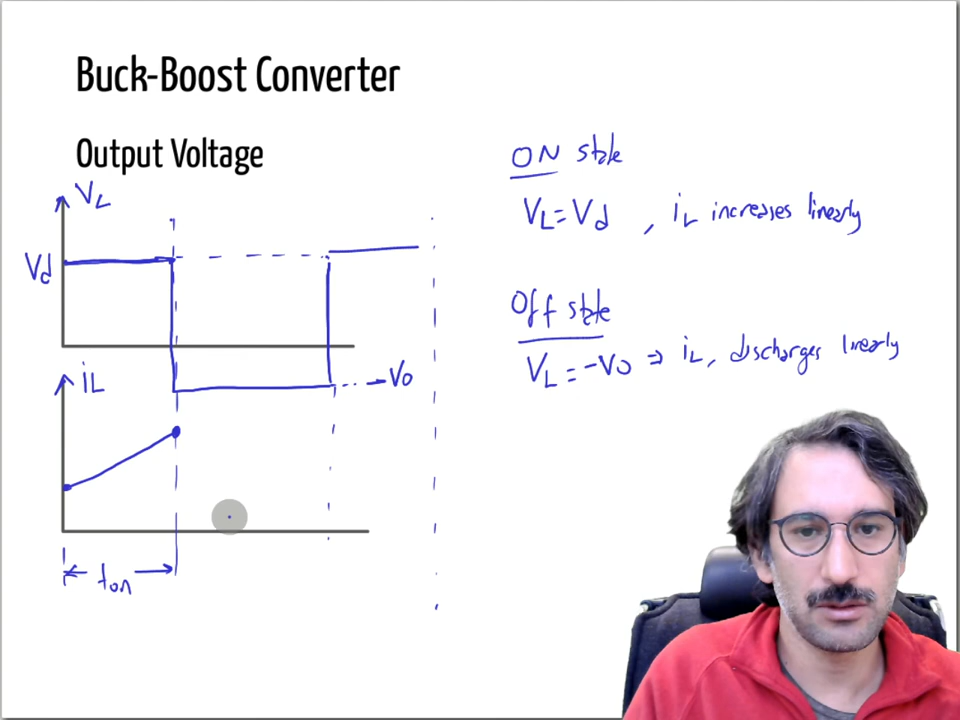 Buck-Boost Converter
Output Voltage
VL
Vd
-Vo
iL
ton
ON state
VL=Vd , iL increases linearly
Off state
VL=-Vo ⇒ iL, discharges linearly